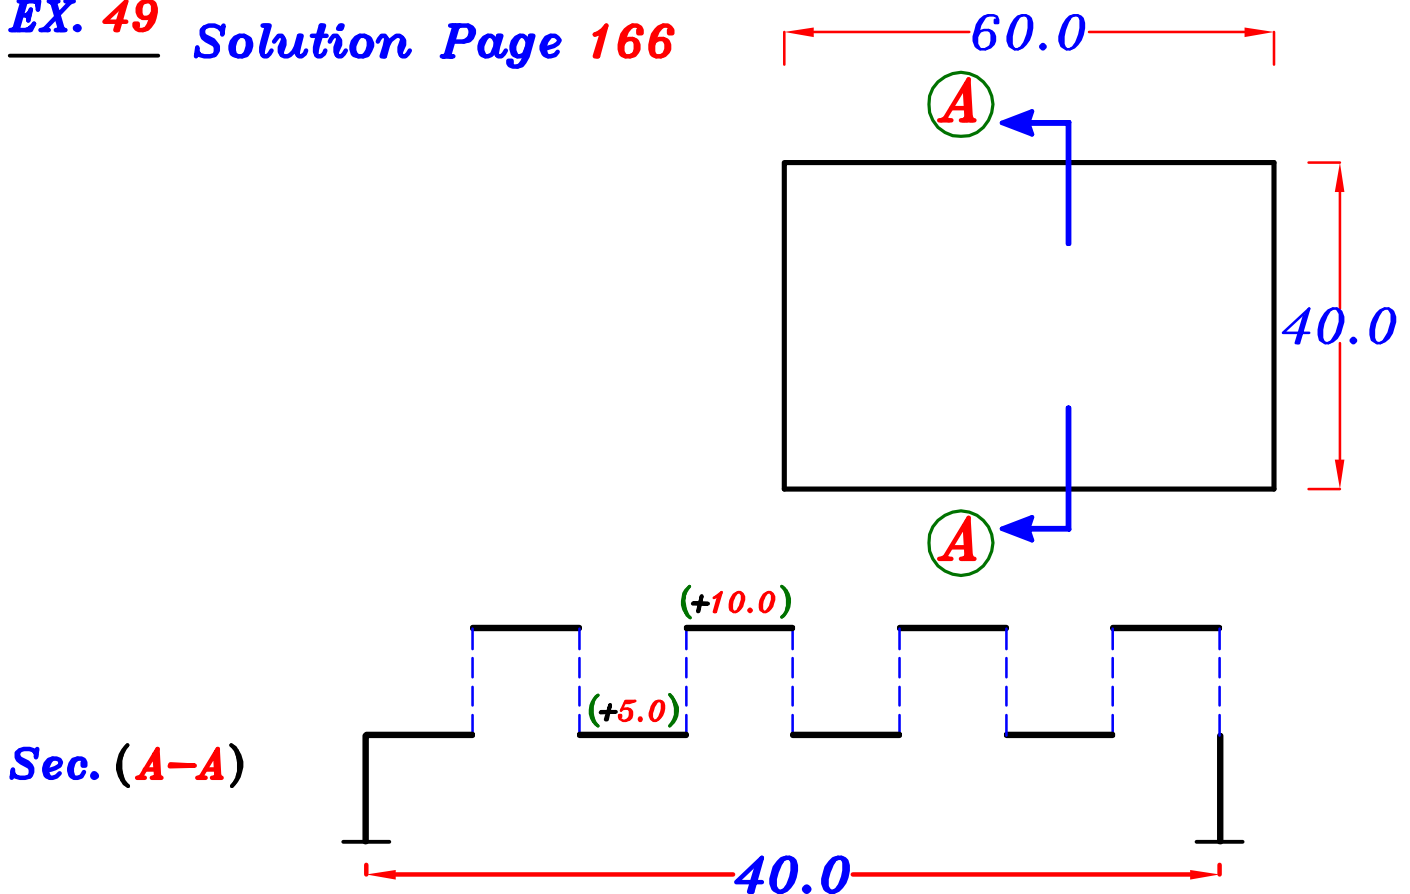 EX. 49 Solution Page 166
60.0
A
40.0
A
(+10.0)
(+5.0)
Sec. (A-A)
40.0